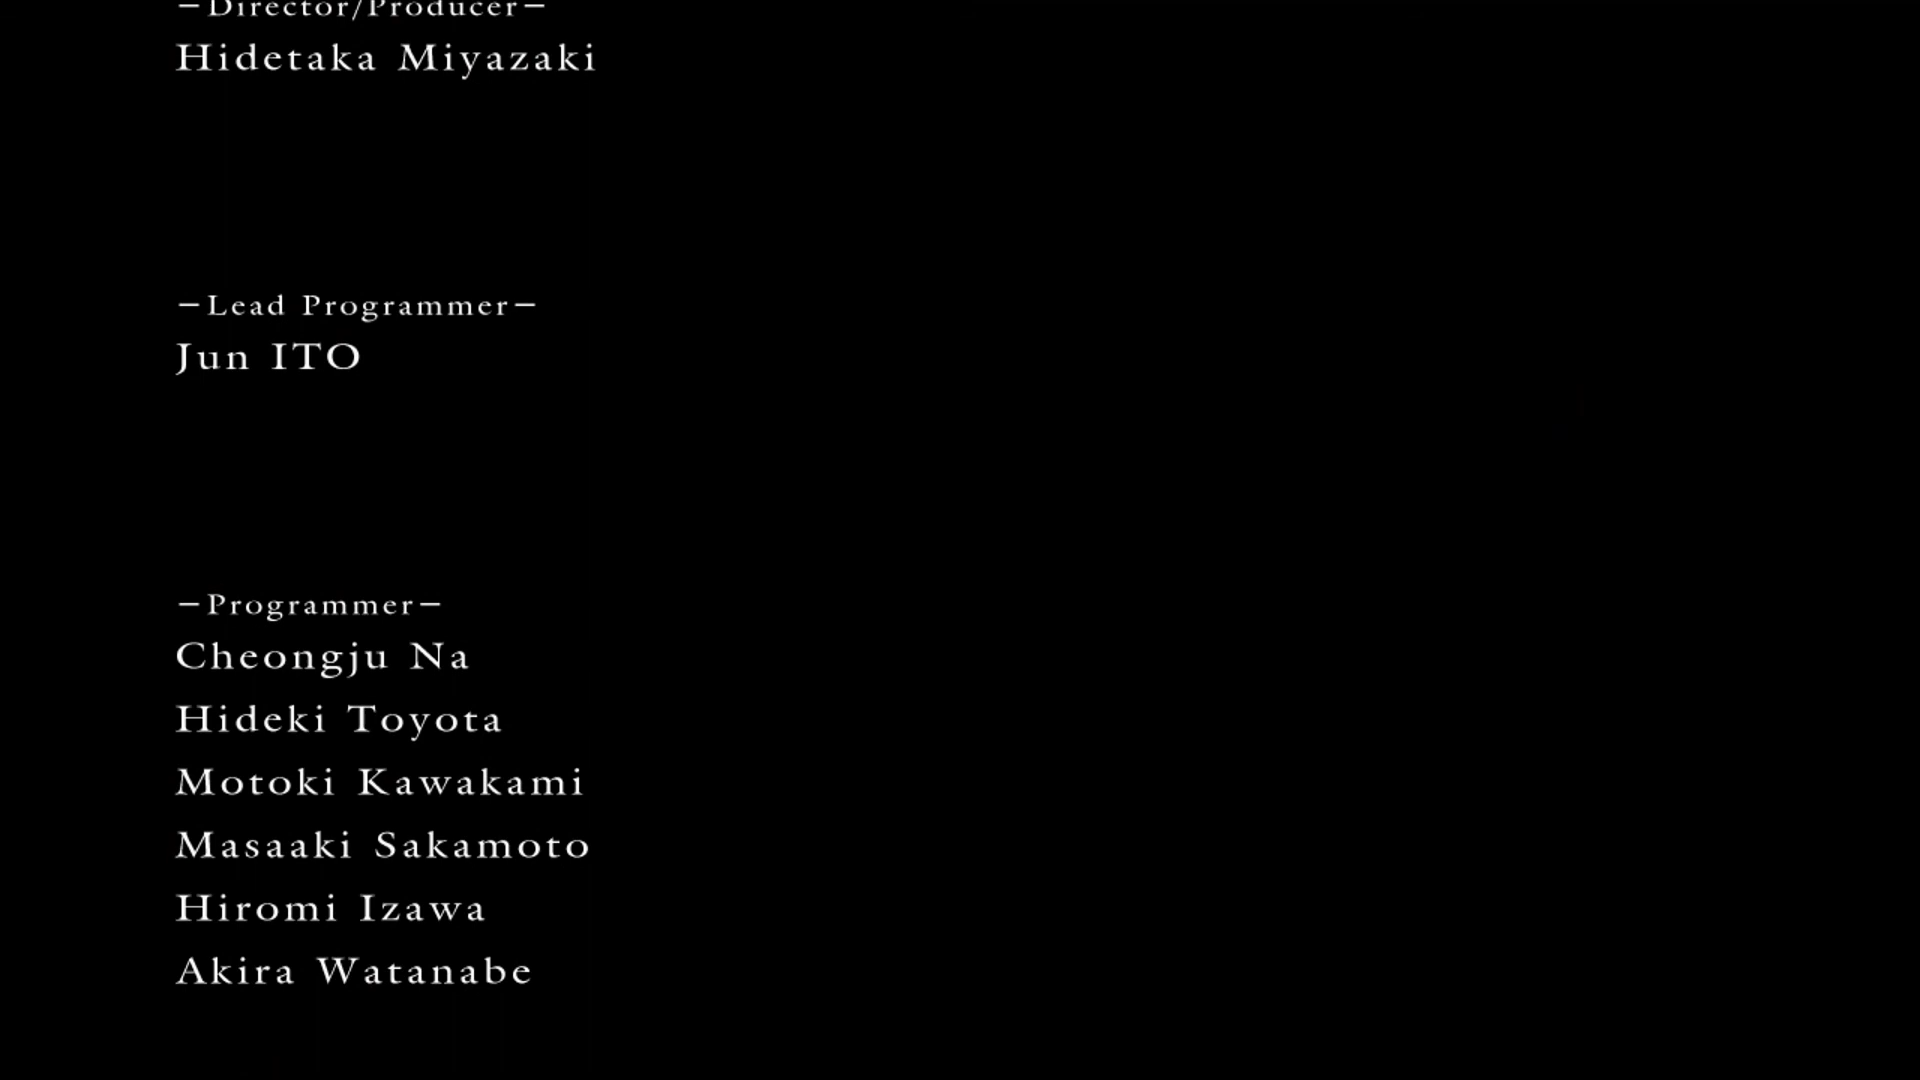 —Director/Producer—
Hidetaka Miyazaki
—Lead Programmer—
Jun ITO
—Programmer—
Cheongju Na
Hideki Toyota
Motoki Kawakami
Masaaki Sakamoto
Hiromi Izawa
Akira Watanabe